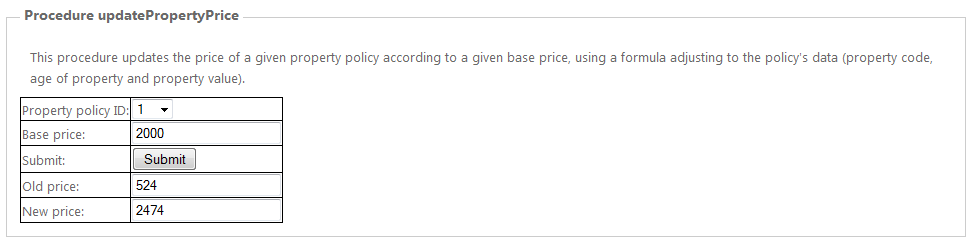 Procedure updatePropertyPrice
This procedure updates the price of a given property policy according to a given base price, using a formula adjusting to the policy's data (property code,
age of property and property value).
Property policy ID: 1
Base price: 2000
Submit: Submit
Old price: 524
New price: 2474